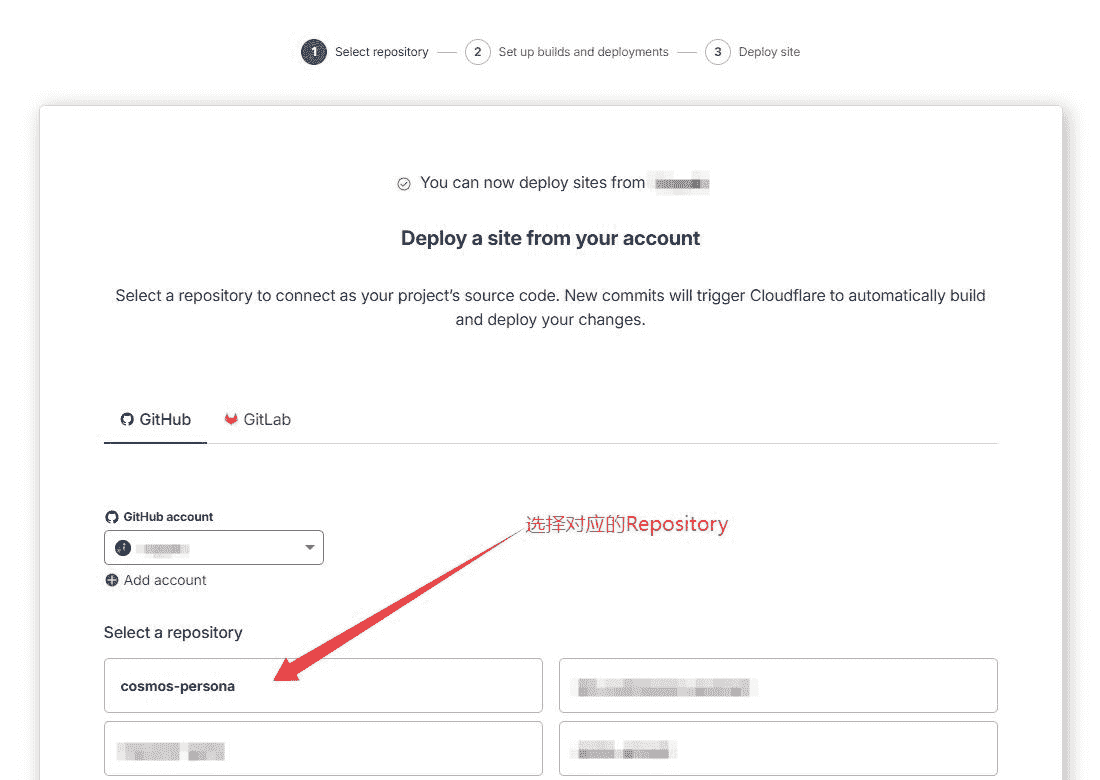 1 Select repository 2 Set up builds and deployments 3 Deploy site
You can now deploy sites from
Deploy a site from your account
Select a repository to connect as your project’s source code. New commits will trigger Cloudflare to automatically build
and deploy your changes.
GitHub GitLab
GitHub account
选择对应的Repository
Add account
Select a repository
cosmos-persona